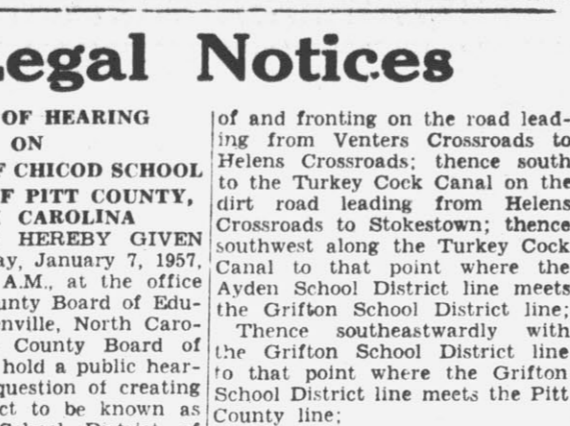 Legal Notices
OF HEARING
ON
F CHICOD SCHOOL
F PITT COUNTY,
CAROLINA
HEREBY GIVEN
ay, January 7, 1957,
A.M., at the office
unty Board of Edu-
nville, North Caro-
County Board of
hold a public hear-
question of creating
ct to be known as
School District of
of and fronting on the road lead-
ing from Venters Crossroads to
Helens Crossroads; thence south
to the Turkey Cock Canal on the
dirt road leading from Helens
Crossroads to Stokestown; thence
southwest along the Turkey Cock
Canal to that point where the
Ayden School District line meets
the Grifton School District line;
Thence southeastwardly with
the Grifton School District line
to that point where the Grifton
School District line meets the Pitt
County line;